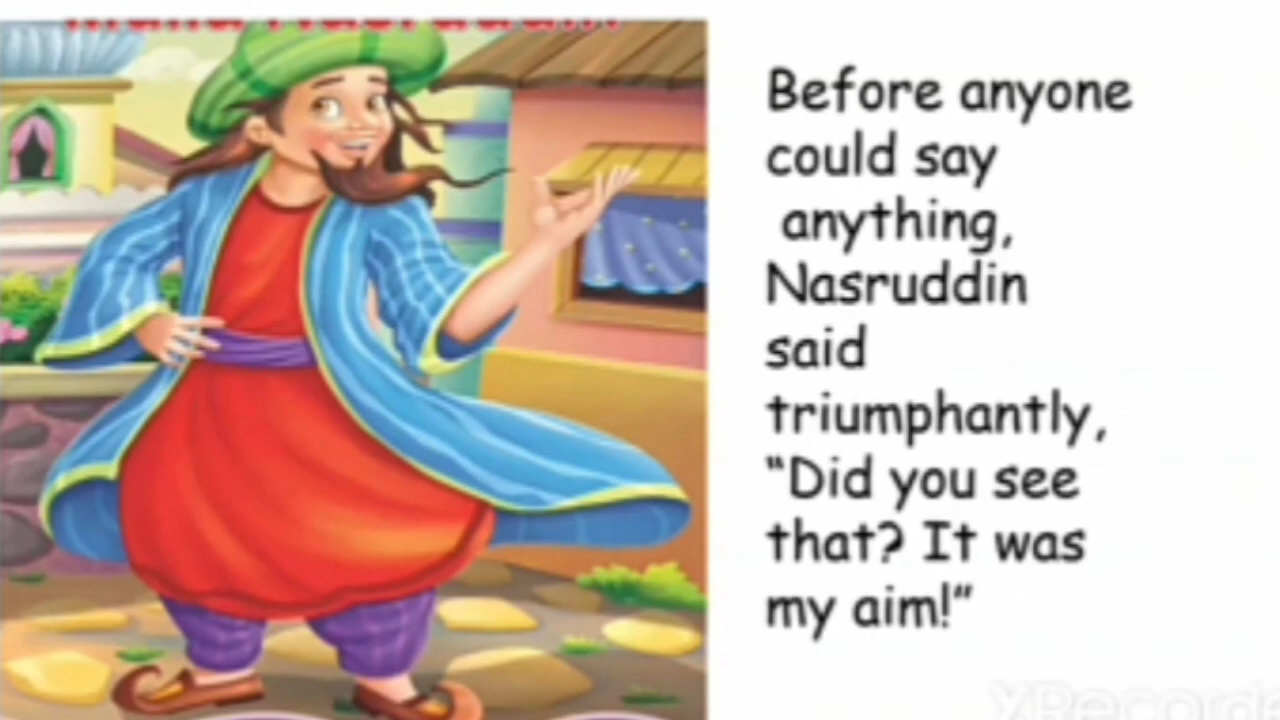 Before anyone
could say
anything,
Nasruddin
said
triumphantly,
“Did you see
that? It was
my aim!”